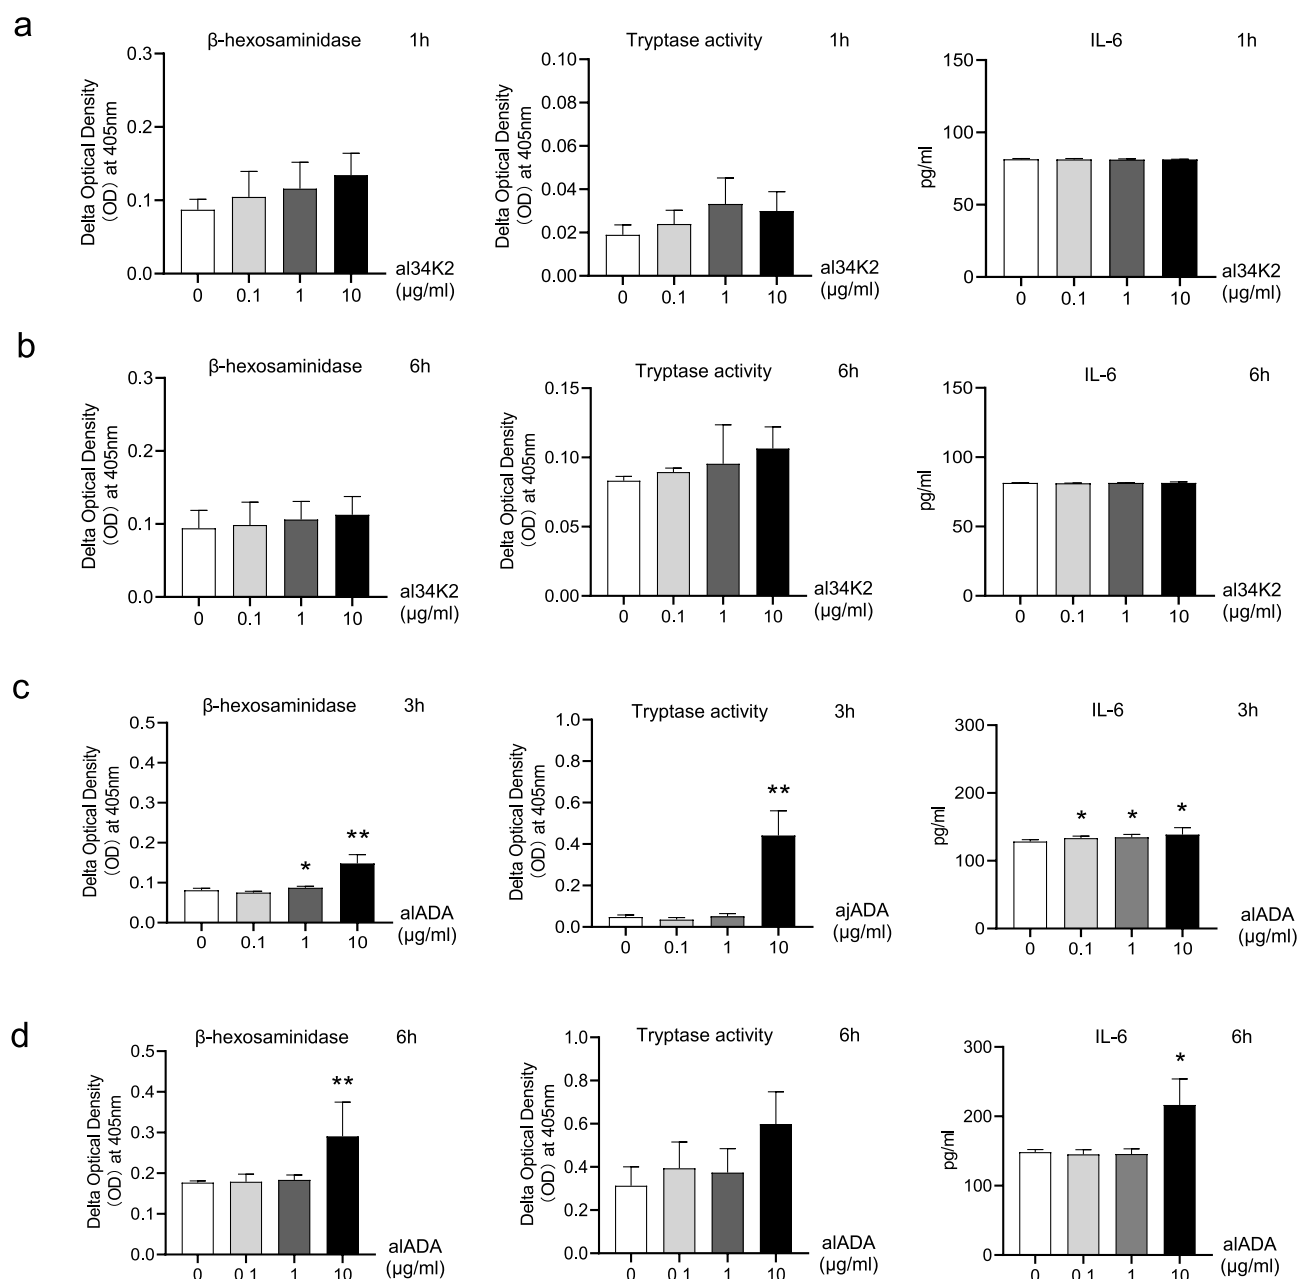 a
β-hexosaminidase 1h
Delta Optical Density
(OD) at 405nm
0.3
0.2
0.1
0.0
0 0.1 1 10
al34K2
(µg/ml)
Tryptase activity 1h
Delta Optical Density
(OD) at 405nm
0.10
0.08
0.06
0.04
0.02
0.00
0 0.1 1 10
al34K2
(µg/ml)
IL-6 1h
pg/ml
150
100
50
0
0 0.1 1 10
al34K2
(µg/ml)
b
β-hexosaminidase 6h
Delta Optical Density
(OD) at 405nm
0.3
0.2
0.1
0.0
0 0.1 1 10
al34K2
(µg/ml)
Tryptase activity 6h
Delta Optical Density
(OD) at 405nm
0.15
0.10
0.05
0.00
0 0.1 1 10
al34K2
(µg/ml)
IL-6 6h
pg/ml
150
100
50
0
0 0.1 1 10
al34K2
(µg/ml)
c
β-hexosaminidase 3h
Delta Optical Density
(OD) at 405nm
0.5
0.4
0.3
0.2
0.1
0.0
* **
0 0.1 1 10
alADA
(µg/ml)
Tryptase activity 3h
Delta Optical Density
(OD) at 405nm
1.0
0.8
0.6
0.4
0.2
0.0
**
0 0.1 1 10
ajADA
(µg/ml)
IL-6 3h
pg/ml
300
200
100
0
* * *
0 0.1 1 10
alADA
(µg/ml)
d
β-hexosaminidase 6h
Delta Optical Density
(OD) at 405nm
0.5
0.4
0.3
0.2
0.1
0.0
**
0 0.1 1 10
alADA
(µg/ml)
Tryptase activity 6h
Delta Optical Density
(OD) at 405nm
1.0
0.8
0.6
0.4
0.2
0.0
0 0.1 1 10
alADA
(µg/ml)
IL-6 6h
pg/ml
300
200
100
0
*
0 0.1 1 10
alADA
(µg/ml)